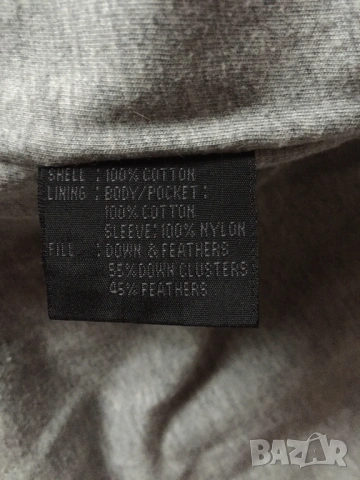 SHELL : 100% COTTON
LINING : BODY/POCKET :
100% COTTON
SLEEVE: 100% NYLON
FILL : DOWN & FEATHERS
55% DOWN CLUSTERS
45% FEATHERS
BAZAR
bg